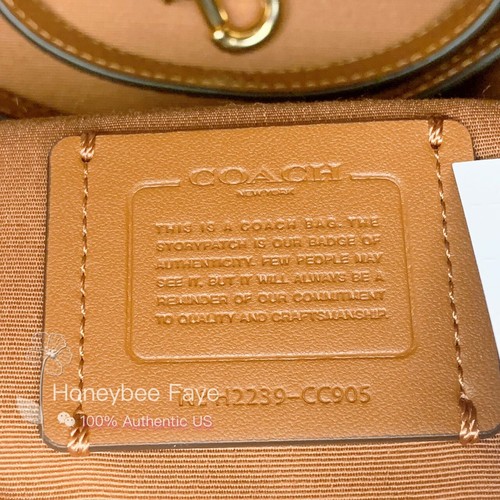 COACH
NEW YORK
THIS IS A COACH BAG. THE
STORYPATCH IS OUR BADGE OF
AUTHENTICITY. FEW PEOPLE MAY
SEE IT. BUT IT WILL ALWAYS BE A
REMINDER OF OUR COMMITMENT
TO QUALITY AND CRAFTSMANSHIP.
H2239-CC905
Honeybee Faye
100% Authentic US